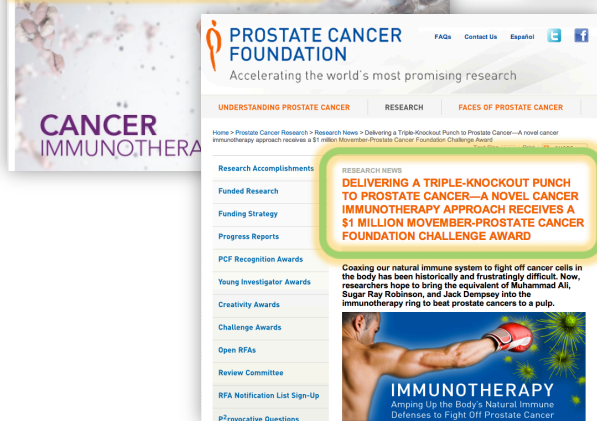 CANCER
IMMUNOTHERA
PROSTATE CANCER
FOUNDATION
Accelerating the world's most promising research
FAQs Contact Us Español
UNDERSTANDING PROSTATE CANCER RESEARCH FACES OF PROSTATE CANCER
Home > Prostate Cancer Research > Research News > Delivering a Triple-Knockout Punch to Prostate Cancer—A novel cancer
immunotherapy approach receives a $1 million Movember-Prostate Cancer Foundation Challenge Award
Research Accomplishments
Funded Research
Funding Strategy
Progress Reports
PCF Recognition Awards
Young Investigator Awards
Creativity Awards
Challenge Awards
Open RFAs
Review Committee
RFA Notification List Sign-Up
P2rovocative Questions
RESEARCH NEWS
DELIVERING A TRIPLE-KNOCKOUT PUNCH
TO PROSTATE CANCER—A NOVEL CANCER
IMMUNOTHERAPY APPROACH RECEIVES A
$1 MILLION MOVEMBER-PROSTATE CANCER
FOUNDATION CHALLENGE AWARD
Coaxing our natural immune system to fight off cancer cells in
the body has been historically and frustratingly difficult. Now,
researchers hope to bring the equivalent of Muhammad Ali,
Sugar Ray Robinson, and Jack Dempsey into the
immunotherapy ring to beat prostate cancers to a pulp.
IMMUNOTHERAPY
Amping Up the Body's Natural Immune
Defenses to Fight Off Prostate Cancer